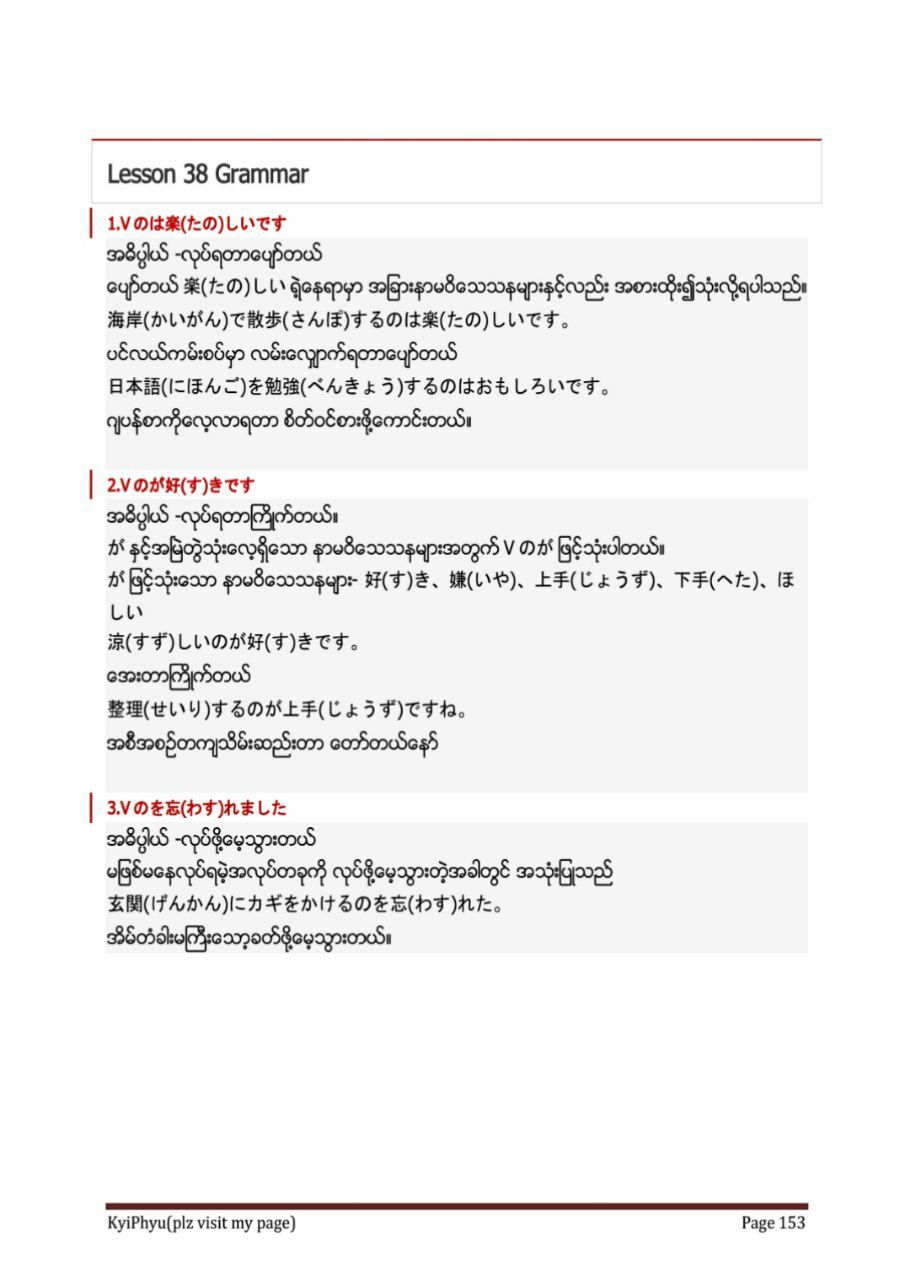 Lesson 38 Grammar
1.V のは楽(たの)しいです
အဓိပ္ပါယ် -လုပ်ရတာပျော်တယ်
ပျော်တယ် 楽(たの)しい ရဲ့နေရာမှာ အခြားနာမဝိသေသနများနှင့်လည်း အစားထိုး၍သုံးလို့ရပါသည်။
海岸(かいがん)で散歩(さんぽ)するのは楽(たの)しいです。
ပင်လယ်ကမ်းစပ်မှာ လမ်းလျှောက်ရတာပျော်တယ်
日本語(にほんご)を勉強(べんきょう)するのはおもしろいです。
ဂျပန်စာကိုလေ့လာရတာ စိတ်ဝင်စားဖို့ကောင်းတယ်။
2.V のが好(す)きです
အဓိပ္ပါယ် -လုပ်ရတာကြိုက်တယ်။
が နှင့်အမြဲတွဲသုံးလေ့ရှိသော နာမဝိသေသနများအတွက် V のが ဖြင့်သုံးပါတယ်။
が ဖြင့်သုံးသော နာမဝိသေသနများ- 好(す)き、嫌(いや)、上手(じょうず)、下手(へた)、ほ
しい
涼(すず)しいのが好(す)きです。
အေးတာကြိုက်တယ်
整理(せいり)するのが上手(じょうず)ですね。
အစီအစဉ်တကျသိမ်းဆည်းတာ တော်တယ်နော်
3.V のを忘(わす)れました
အဓိပ္ပါယ် -လုပ်ဖို့မေ့သွားတယ်
မဖြစ်မနေလုပ်ရမဲ့အလုပ်တခုကို လုပ်ဖို့မေ့သွားတဲ့အခါတွင် အသုံးပြုသည်
玄関(げんかん)にカギをかけるのを忘(わす)れた。
အိမ်တံခါးမကြီးသော့ခတ်ဖို့မေ့သွားတယ်။
KyiPhyu(plz visit my page)
Page 153